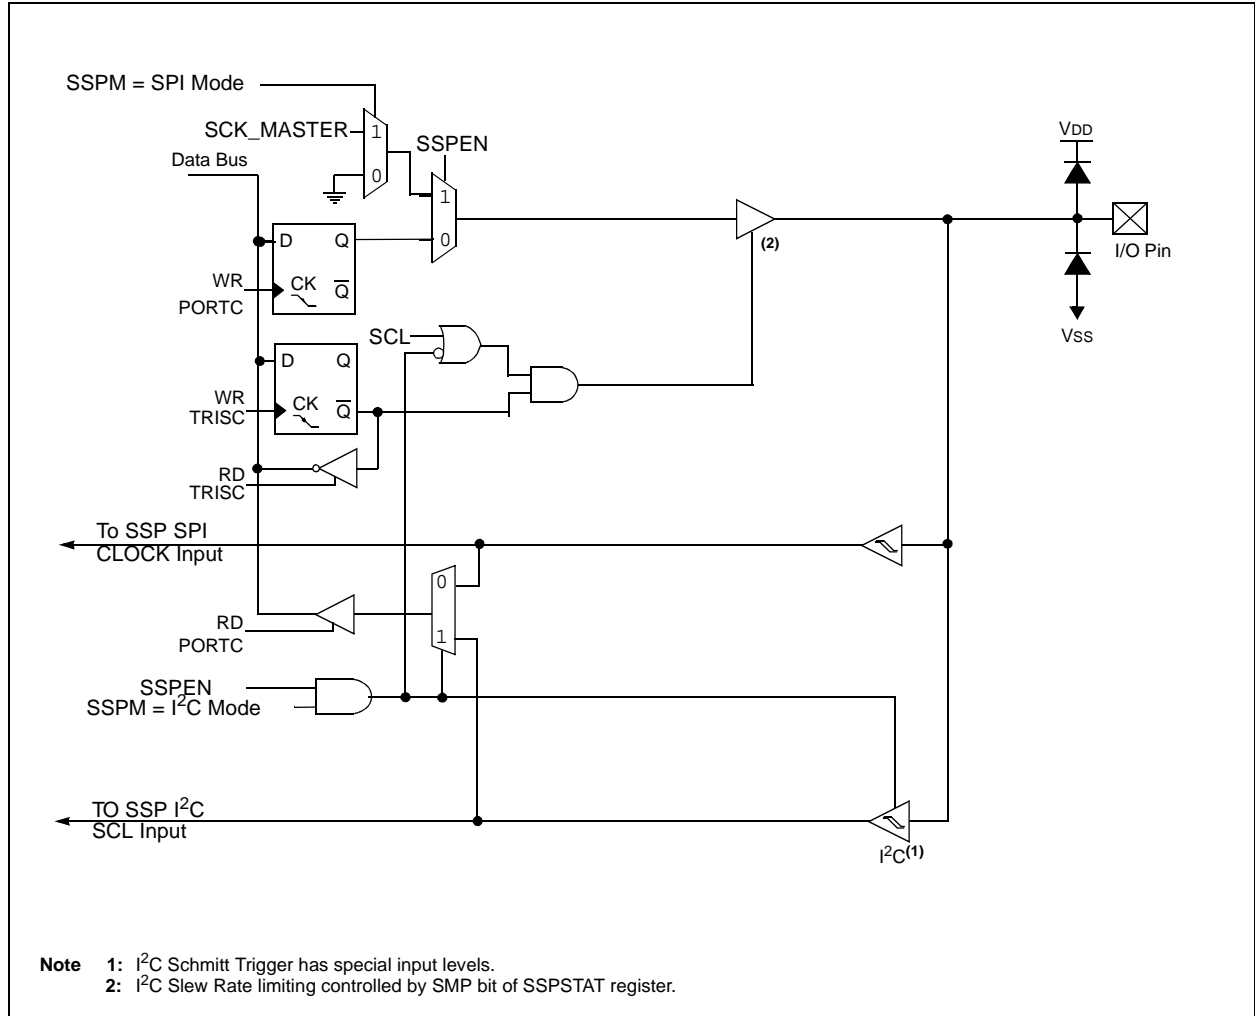 SSPM = SPI Mode
SCK_MASTER
1
0
SSPEN
1
0
Data Bus
D
Q
CK
Q̅
WR
PORTC
(2)
VDD
I/O Pin
VSS
SCL
D
Q
CK
Q̅
WR
TRISC
RD
TRISC
To SSP SPI
CLOCK Input
0
1
RD
PORTC
SSPEN
SSPM = I²C Mode
TO SSP I²C
SCL Input
I²C(1)
Note 1: I²C Schmitt Trigger has special input levels.
2: I²C Slew Rate limiting controlled by SMP bit of SSPSTAT register.